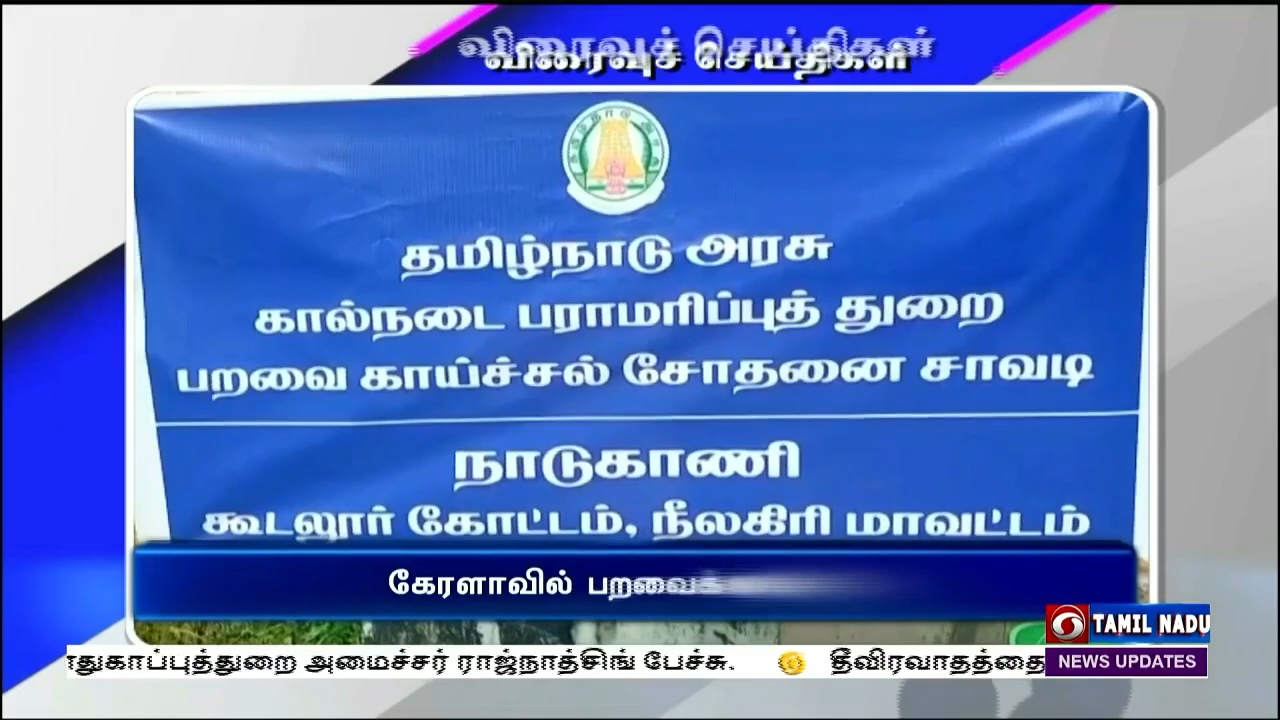 விரைவுச் செய்திகள்
தமிழ்நாடு அரசு
கால்நடை பராமரிப்புத் துறை
பறவை காய்ச்சல் சோதனை சாவடி
நாடுகாணி
கூடலூர் கோட்டம், நீலகிரி மாவட்டம்
கேரளாவில் பறவைக்
TAMIL NADU
ாதுகாப்புத்துறை அமைச்சர் ராஜ்நாத்சிங் பேச்சு. தீவிரவாதத்தை
NEWS UPDATES